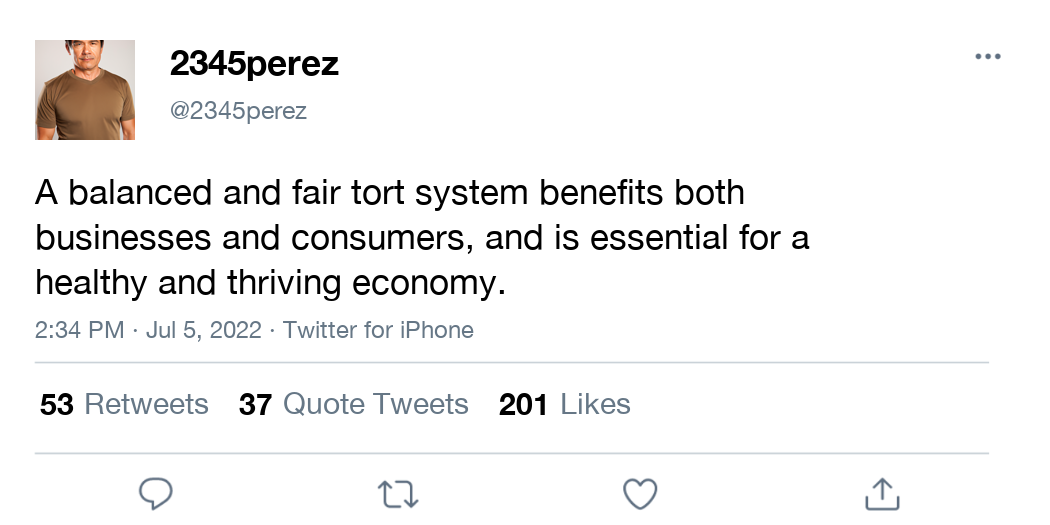 2345perez
@2345perez
A balanced and fair tort system benefits both
businesses and consumers, and is essential for a
healthy and thriving economy.
2:34 PM · Jul 5, 2022 · Twitter for iPhone
53 Retweets 37 Quote Tweets 201 Likes